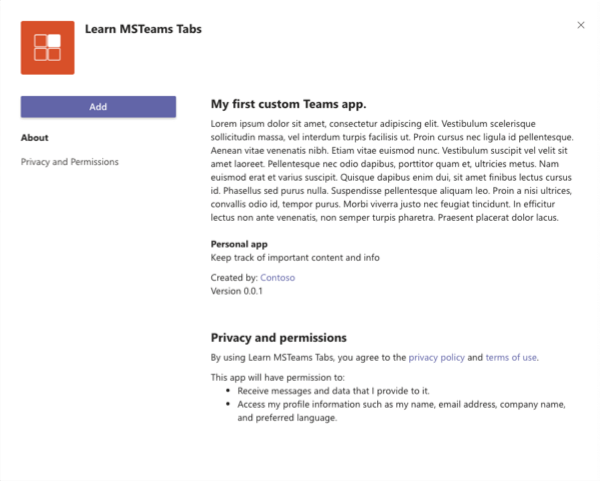 Learn MSTeams Tabs
Add
About
Privacy and Permissions
My first custom Teams app.
Lorem ipsum dolor sit amet, consectetur adipiscing elit. Vestibulum scelerisque
sollicitudin massa, vel interdum turpis facilisis ut. Proin cursus nec ligula id pellentesque.
Aenean vitae venenatis nibh. Etiam vitae euismod nunc. Vestibulum suscipit vel velit sit
amet laoreet. Pellentesque nec odio dapibus, porttitor quam et, ultricies metus. Nam
euismod erat et varius suscipit. Quisque dapibus enim dui, sit amet finibus lectus cursus
id. Phasellus sed purus nulla. Suspendisse pellentesque aliquam leo. Proin a nisi ultrices,
convallis odio id, tempor purus. Morbi viverra justo nec feugiat tincidunt. In efficitur
lectus non ante venenatis, non semper turpis pharetra. Praesent placerat dolor lacus.
Personal app
Keep track of important content and info
Created by: Contoso
Version 0.0.1
Privacy and permissions
By using Learn MSTeams Tabs, you agree to the privacy policy and terms of use.
This app will have permission to:
• Receive messages and data that I provide to it.
• Access my profile information such as my name, email address, company name,
and preferred language.